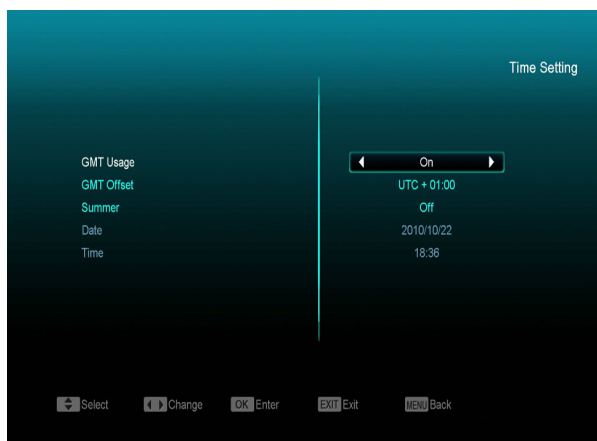 Time Setting
GMT Usage On
GMT Offset UTC + 01:00
Summer Off
Date 2010/10/22
Time 18:36
Select Change OK Enter EXIT Exit MENU Back